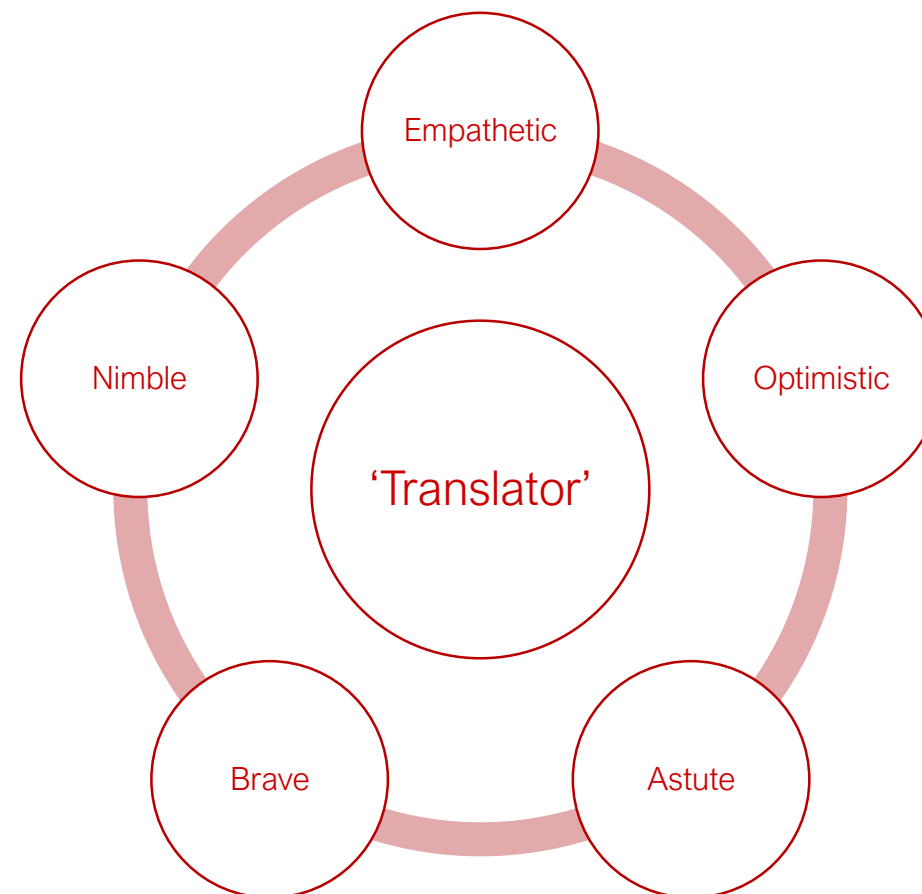 Empathetic
Nimble
Optimistic
‘Translator’
Brave
Astute